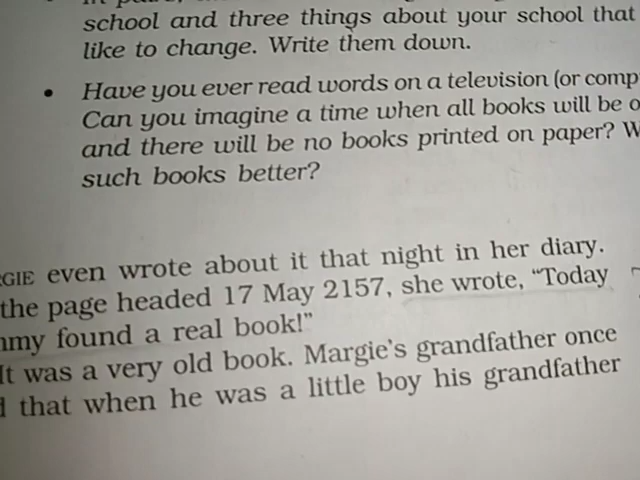 school and three things about your school that
like to change. Write them down.
• Have you ever read words on a television (or
Can you imagine a time when all books will be
and there will be no books printed on paper?
such books better?
even wrote about it that night in her diary.
the page headed 17 May 2157, she wrote, “Today
found a real book!”
It was a very old book. Margie's grandfather once
that when he was a little boy his grandfather